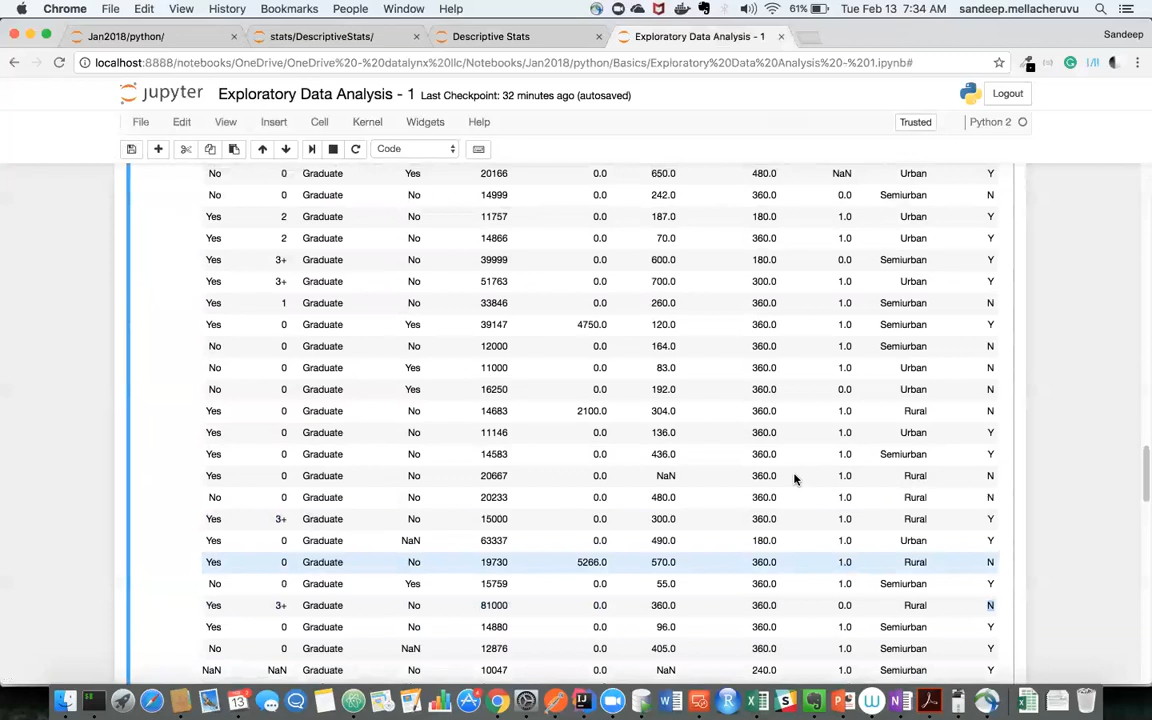 Chrome File Edit View History Bookmarks People Window Help 61% Tue Feb 13 7:34 AM sandeep.mellacheruvu
Jan2018/python/ stats/DescriptiveStats/ Descriptive Stats Exploratory Data Analysis - 1 Sandeep
localhost:8888/notebooks/OneDrive/OneDrive%20-%20datalynx%20llc/Notebooks/Jan2018/python/Basics/Exploratory%20Data%20Analysis%20-%201.ipynb#
jupyter Exploratory Data Analysis - 1 Last Checkpoint: 32 minutes ago (autosaved) Logout
File Edit View Insert Cell Kernel Widgets Help Trusted Python 2
Code
No 0 Graduate Yes 20166 0.0 650.0 480.0 NaN Urban Y
No 0 Graduate No 14999 0.0 242.0 360.0 0.0 Semiurban N
Yes 2 Graduate No 11757 0.0 187.0 180.0 1.0 Urban Y
Yes 2 Graduate No 14866 0.0 70.0 360.0 1.0 Urban Y
Yes 3+ Graduate No 39999 0.0 600.0 180.0 0.0 Semiurban Y
Yes 3+ Graduate No 51763 0.0 700.0 300.0 1.0 Urban Y
Yes 1 Graduate No 33846 0.0 260.0 360.0 1.0 Semiurban N
Yes 0 Graduate Yes 39147 4750.0 120.0 360.0 1.0 Semiurban Y
No 0 Graduate No 12000 0.0 164.0 360.0 1.0 Semiurban N
No 0 Graduate Yes 11000 0.0 83.0 360.0 1.0 Urban N
No 0 Graduate Yes 16250 0.0 192.0 360.0 0.0 Urban N
Yes 0 Graduate No 14683 2100.0 304.0 360.0 1.0 Rural N
Yes 0 Graduate No 11146 0.0 136.0 360.0 1.0 Urban Y
Yes 0 Graduate No 14583 0.0 436.0 360.0 1.0 Semiurban Y
Yes 0 Graduate No 20667 0.0 NaN 360.0 1.0 Rural N
No 0 Graduate No 20233 0.0 480.0 360.0 1.0 Rural N
Yes 3+ Graduate No 15000 0.0 300.0 360.0 1.0 Rural Y
Yes 0 Graduate NaN 63337 0.0 490.0 180.0 1.0 Urban Y
Yes 0 Graduate No 19730 5266.0 570.0 360.0 1.0 Rural N
No 0 Graduate Yes 15759 0.0 55.0 360.0 1.0 Semiurban Y
Yes 3+ Graduate No 81000 0.0 360.0 360.0 0.0 Rural N
Yes 0 Graduate No 14880 0.0 96.0 360.0 1.0 Semiurban Y
No 0 Graduate NaN 12876 0.0 405.0 360.0 1.0 Semiurban Y
NaN NaN Graduate No 10047 0.0 NaN 240.0 1.0 Semiurban Y